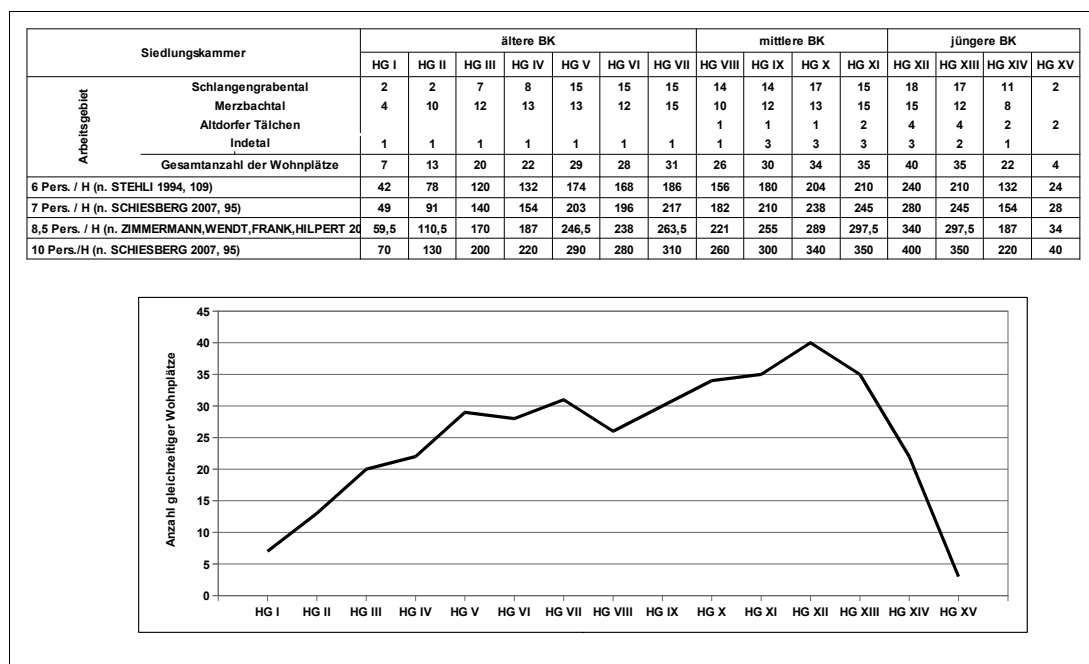 Siedlungskammer ältere BK mittlere BK jüngere BK
HG I HG II HG III HG IV HG V HG VI HG VII HG VIII HG IX HG X HG XI HG XII HG XIII HG XIV HG XV
Arbeitsgebiet
Schlangengrabental 2 2 7 8 15 15 15 14 14 17 15 18 17 11 2
Merzbachtal 4 10 12 13 13 12 15 10 12 13 15 15 12 8
Altdorfer Tälchen 1 1 1 2 4 4 2 2
Indetal 1 1 1 1 1 1 1 1 3 3 3 3 2 1
Gesamtanzahl der Wohnplätze 7 13 20 22 29 28 31 26 30 34 35 40 35 22 4
6 Pers. / H (n. STEHLI 1994, 109) 42 78 120 132 174 168 186 156 180 204 210 240 210 132 24
7 Pers. / H (n. SCHIESBERG 2007, 95) 49 91 140 154 203 196 217 182 210 238 245 280 245 154 28
8,5 Pers. / H (n. ZIMMERMANN,WENDT,FRANK,HILPERT 20 59,5 110,5 170 187 246,5 238 263,5 221 255 289 297,5 340 297,5 187 34
10 Pers./H (n. SCHIESBERG 2007, 95) 70 130 200 220 290 280 310 260 300 340 350 400 350 220 40
Anzahl gleichzeitiger Wohnplätze
45
40
35
30
25
20
15
10
5
0
HG I HG II HG III HG IV HG V HG VI HG VII HG VIII HG IX HG X HG XI HG XII HG XIII HG XIV HG XV